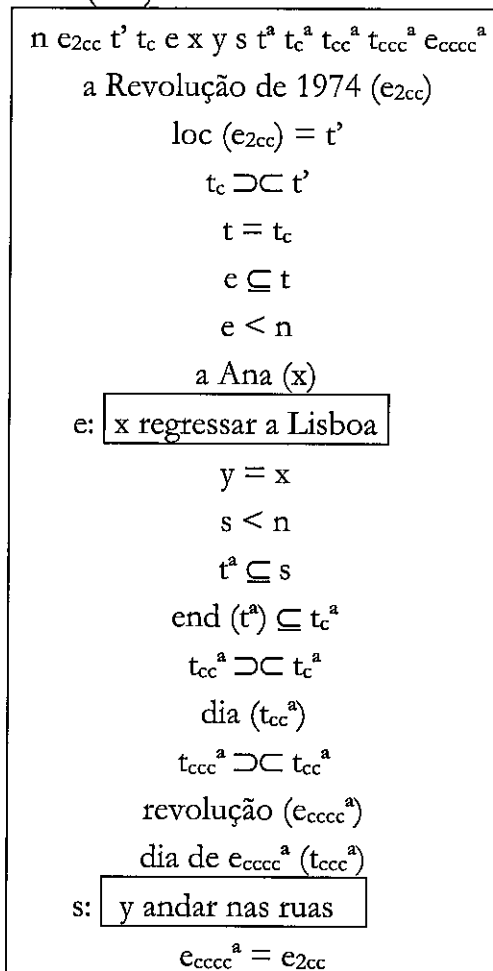 n e2cc t’ tc e x y s tª tcª tccª tcccª eccccª
a Revolução de 1974 (e2cc)
loc (e2cc) = t’
tc ⊃⊂ t’
t = tc
e ⊆ t
e < n
a Ana (x)
e: x regressar a Lisboa
y = x
s < n
tª ⊆ s
end (tª) ⊆ tcª
tccª ⊃⊂ tcª
dia (tccª)
tcccª ⊃⊂ tccª
revolução (eccccª)
dia de eccccª (tcccª)
s: y andar nas ruas
eccccª = e2cc